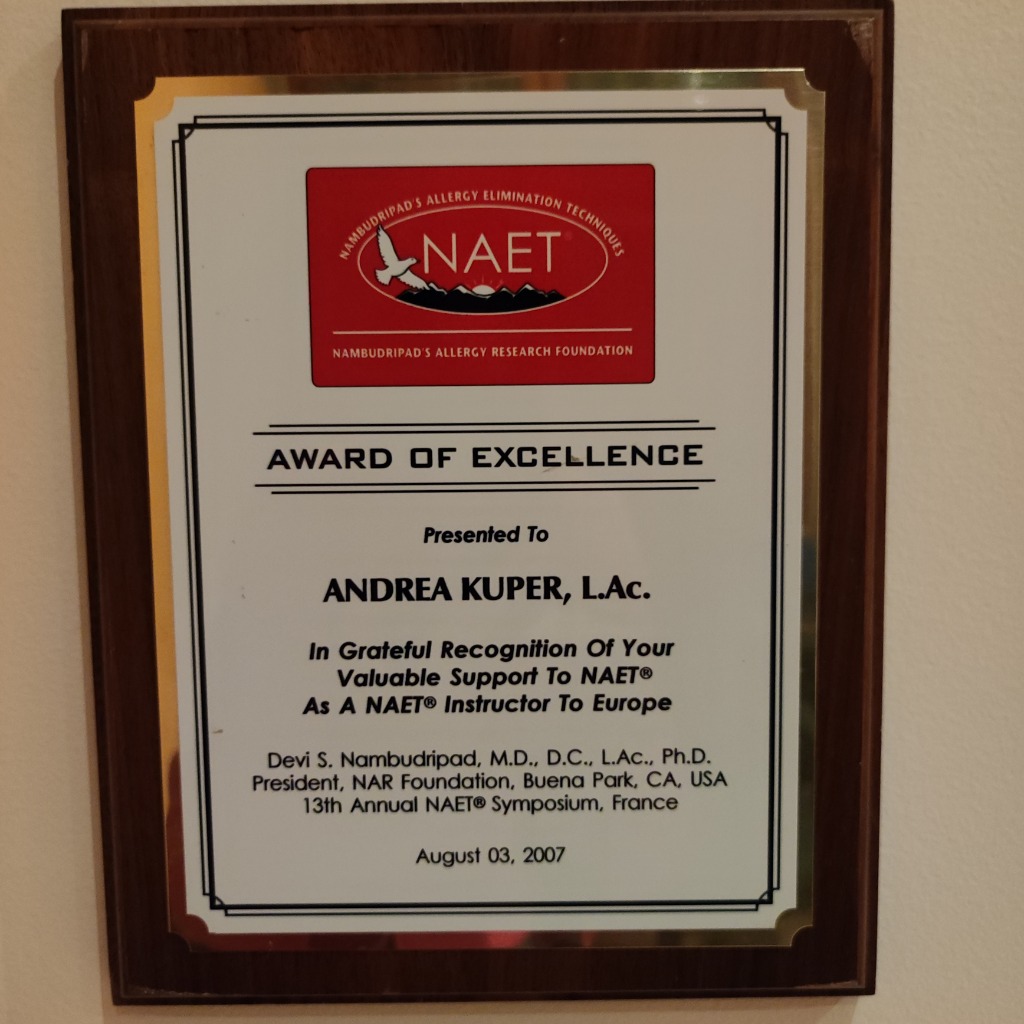 NAMBUDRIPAD'S ALLERGY ELIMINATION TECHNIQUES
NAET®
NAMBUDRIPAD'S ALLERGY RESEARCH FOUNDATION
AWARD OF EXCELLENCE
Presented To
ANDREA KUPER, L.Ac.
In Grateful Recognition Of Your
Valuable Support To NAET®
As A NAET® Instructor To Europe
Devi S. Nambudripad, M.D., D.C., L.Ac., Ph.D.
President, NAR Foundation, Buena Park, CA, USA
13th Annual NAET® Symposium, France
August 03, 2007